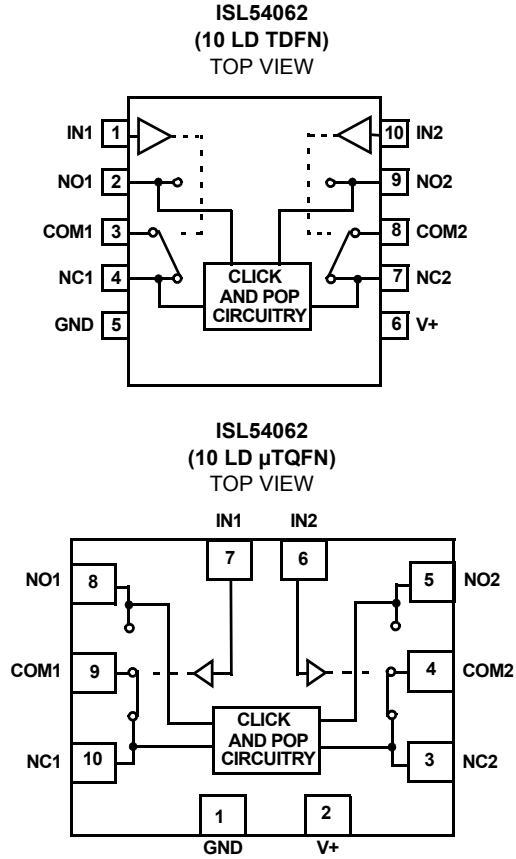 ISL54062
(10 LD TDFN)
TOP VIEW
IN1 1 10 IN2
NO1 2 9 NO2
COM1 3 8 COM2
NC1 4 7 NC2
GND 5 6 V+
CLICK
AND POP
CIRCUITRY
ISL54062
(10 LD µTQFN)
TOP VIEW
IN1 IN2
7 6
NO1 8 5 NO2
COM1 9 4 COM2
NC1 10 3 NC2
CLICK
AND POP
CIRCUITRY
1 2
GND V+